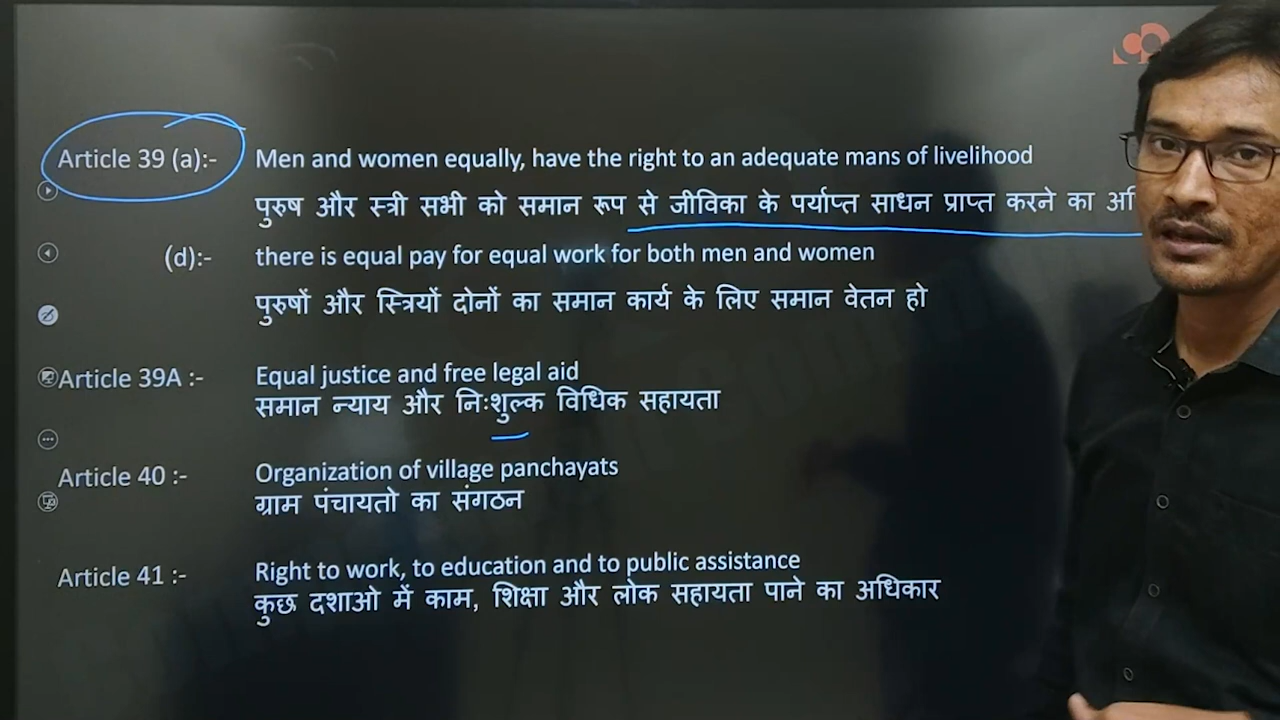 Article 39 (a):- Men and women equally, have the right to an adequate mans of livelihood
पुरुष और स्त्री सभी को समान रूप से जीविका के पर्याप्त साधन प्राप्त करने का
(d):- there is equal pay for equal work for both men and women
पुरुषों और स्त्रियों दोनों का समान कार्य के लिए समान वेतन हो
Article 39A :- Equal justice and free legal aid
समान न्याय और निःशुल्क विधिक सहायता
Article 40 :- Organization of village panchayats
ग्राम पंचायतो का संगठन
Article 41 :- Right to work, to education and to public assistance
कुछ दशाओ में काम, शिक्षा और लोक सहायता पाने का अधिकार